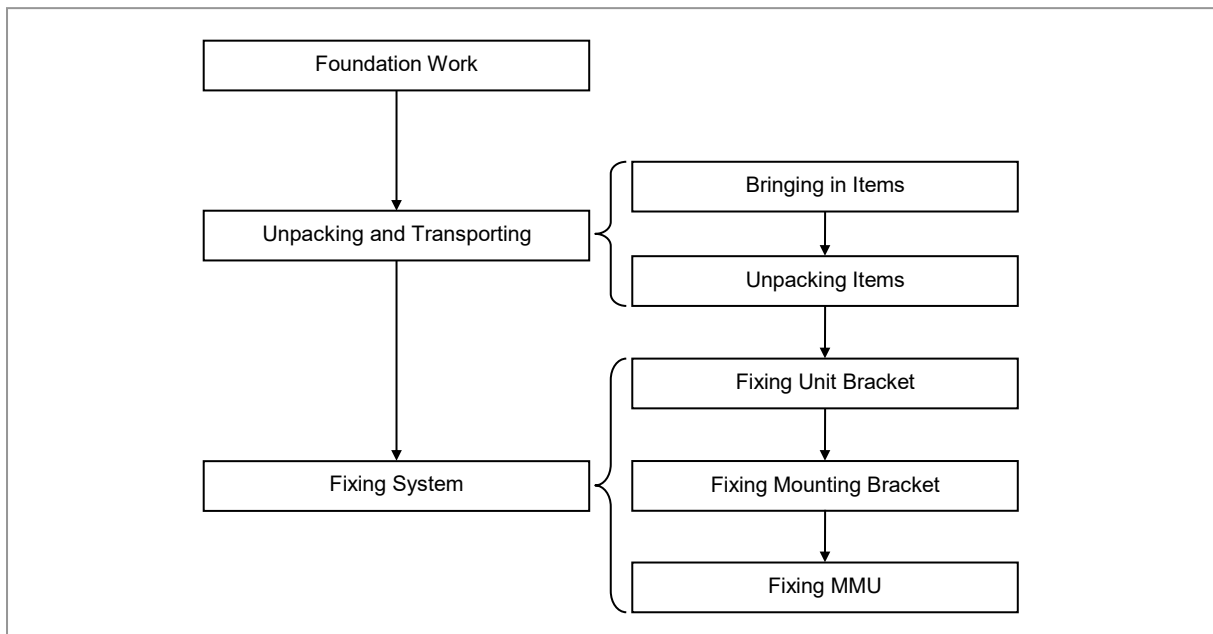 Foundation Work
Bringing in Items
Unpacking and Transporting
Unpacking Items
Fixing Unit Bracket
Fixing System
Fixing Mounting Bracket
Fixing MMU